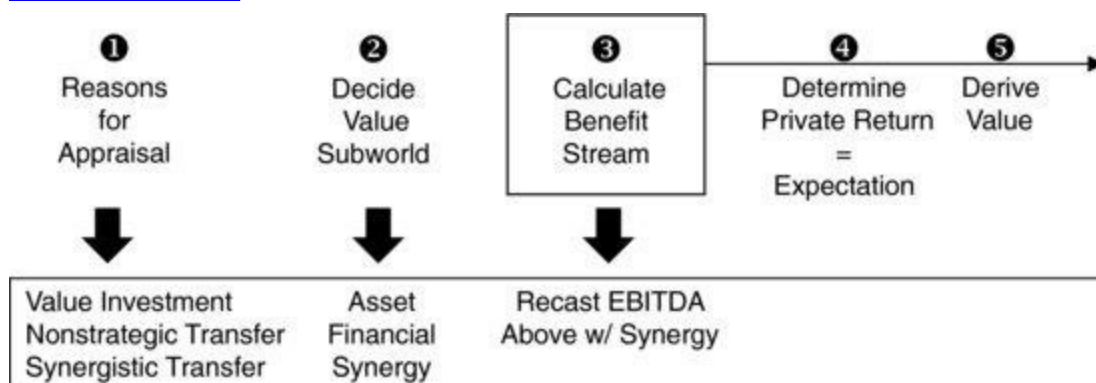 ❶
Reasons
for
Appraisal
❷
Decide
Value
Subworld
❸
Calculate
Benefit
Stream
❹
Determine
Private Return
=
Expectation
❺
Derive
Value
Value Investment
Nonstrategic Transfer
Synergistic Transfer
Asset
Financial
Synergy
Recast EBITDA
Above w/ Synergy